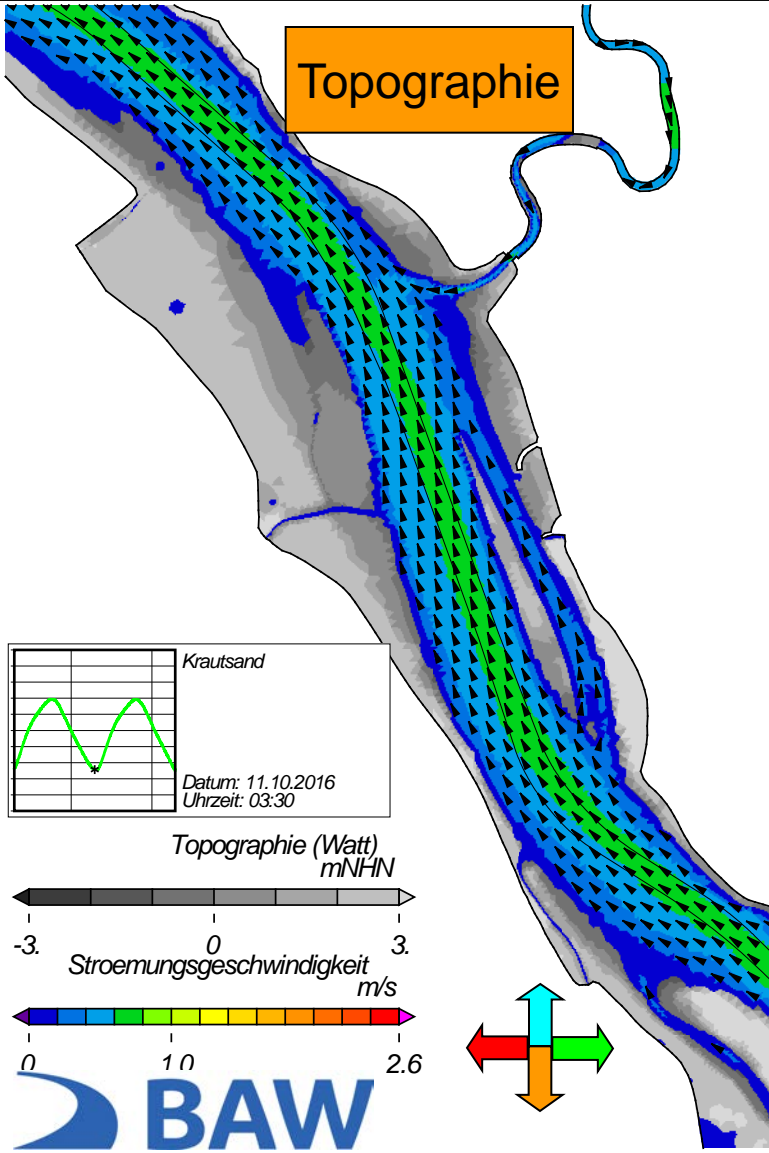 Topographie
Krautsand
Datum: 11.10.2016
Uhrzeit: 03:30
Topographie (Watt)
mNHN
-3. 0 3.
Stroemungsgeschwindigkeit
m/s
0 1.0 2.6
BAW